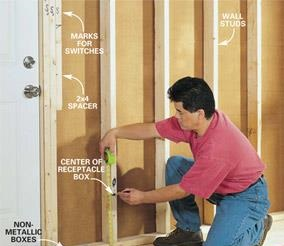 WALL
STUDS
MARKS
FOR
SWITCHES
2x4
SPACER
CENTER OF
RECEPTACLE
BOX
NON-
METALLIC
BOXES